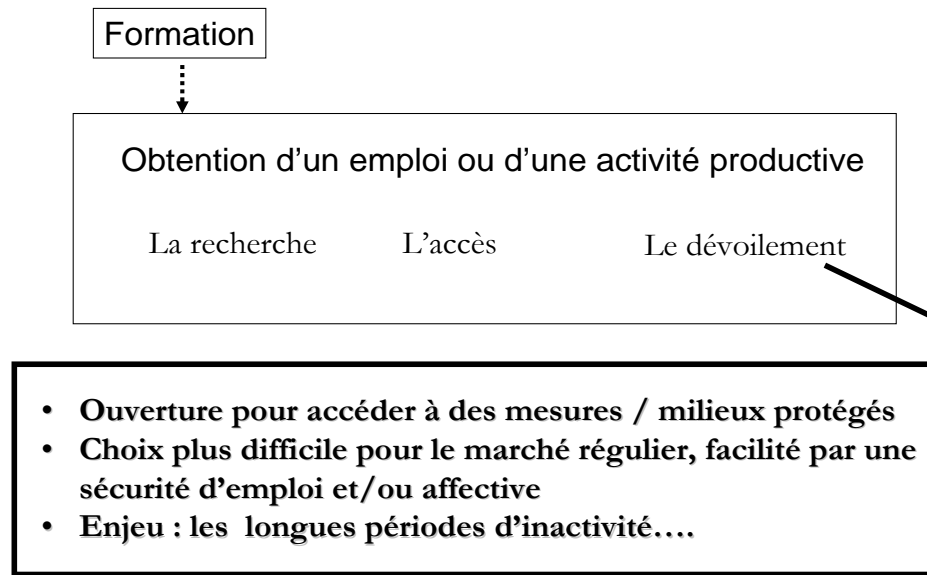 Formation
Obtention d’un emploi ou d’une activité productive
La recherche L’accès Le dévoilement
• Ouverture pour accéder à des mesures / milieux protégés
• Choix plus difficile pour le marché régulier, facilité par une
sécurité d’emploi et/ou affective
• Enjeu : les longues périodes d’inactivité….